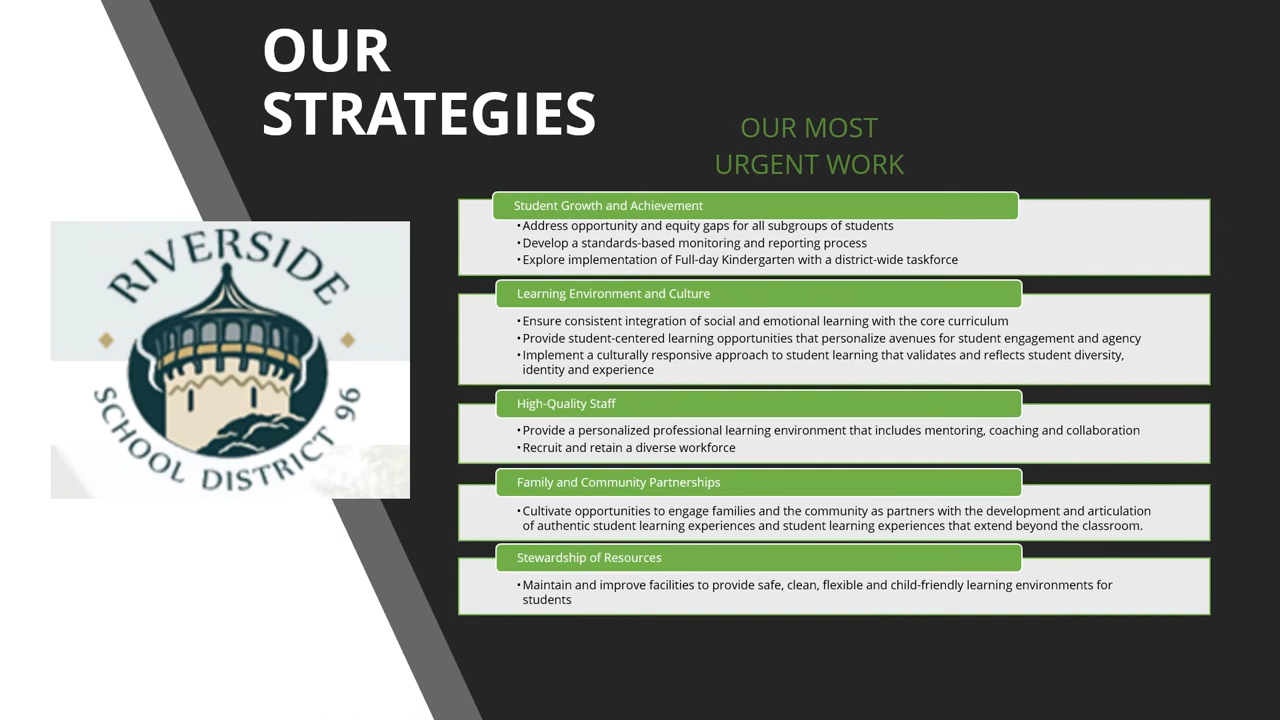 OUR
STRATEGIES
OUR MOST
URGENT WORK
RIVERSIDE
SCHOOL DISTRICT 96
Student Growth and Achievement
•Address opportunity and equity gaps for all subgroups of students
•Develop a standards-based monitoring and reporting process
•Explore implementation of Full-day Kindergarten with a district-wide taskforce
Learning Environment and Culture
•Ensure consistent integration of social and emotional learning with the core curriculum
•Provide student-centered learning opportunities that personalize avenues for student engagement and agency
•Implement a culturally responsive approach to student learning that validates and reflects student diversity,
identity and experience
High-Quality Staff
•Provide a personalized professional learning environment that includes mentoring, coaching and collaboration
•Recruit and retain a diverse workforce
Family and Community Partnerships
•Cultivate opportunities to engage families and the community as partners with the development and articulation
of authentic student learning experiences and student learning experiences that extend beyond the classroom.
Stewardship of Resources
•Maintain and improve facilities to provide safe, clean, flexible and child-friendly learning environments for
students